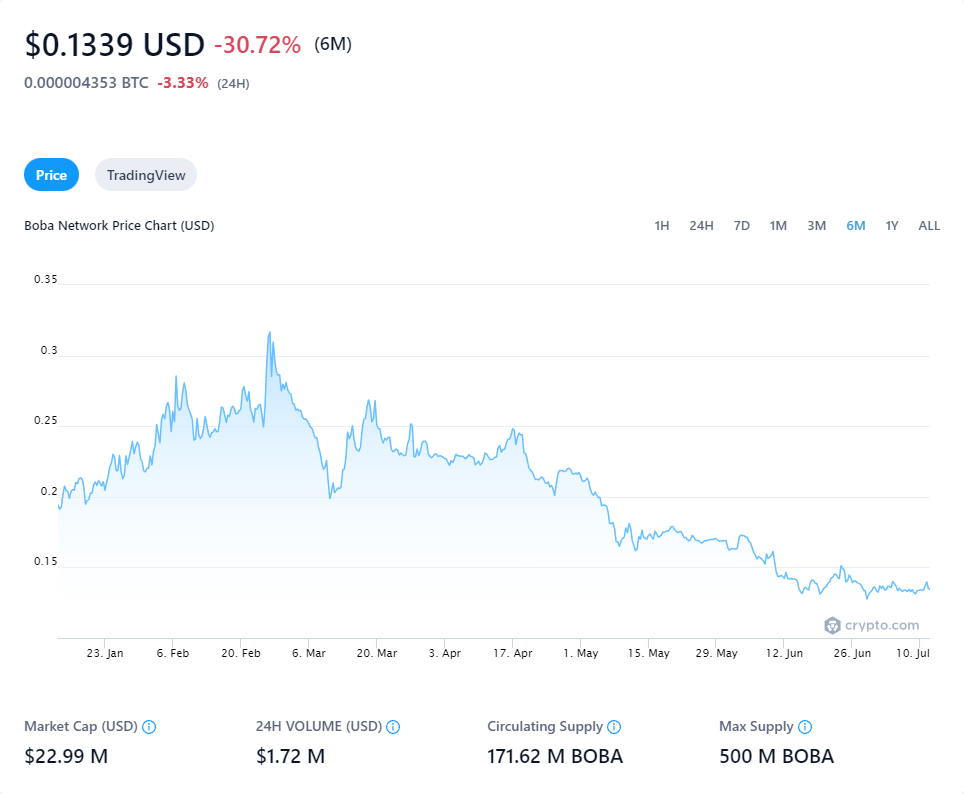 $0.1339 USD -30.72% (6M)
0.000004353 BTC -3.33% (24H)
Price TradingView
Boba Network Price Chart (USD) 1H 24H 7D 1M 3M 6M 1Y ALL
0.35
0.3
0.25
0.2
0.15
crypto.com
23. Jan 6. Feb 20. Feb 6. Mar 20. Mar 3. Apr 17. Apr 1. May 15. May 29. May 12. Jun 26. Jun 10. Jul
Market Cap (USD) 24H VOLUME (USD) Circulating Supply Max Supply
$22.99 M $1.72 M 171.62 M BOBA 500 M BOBA